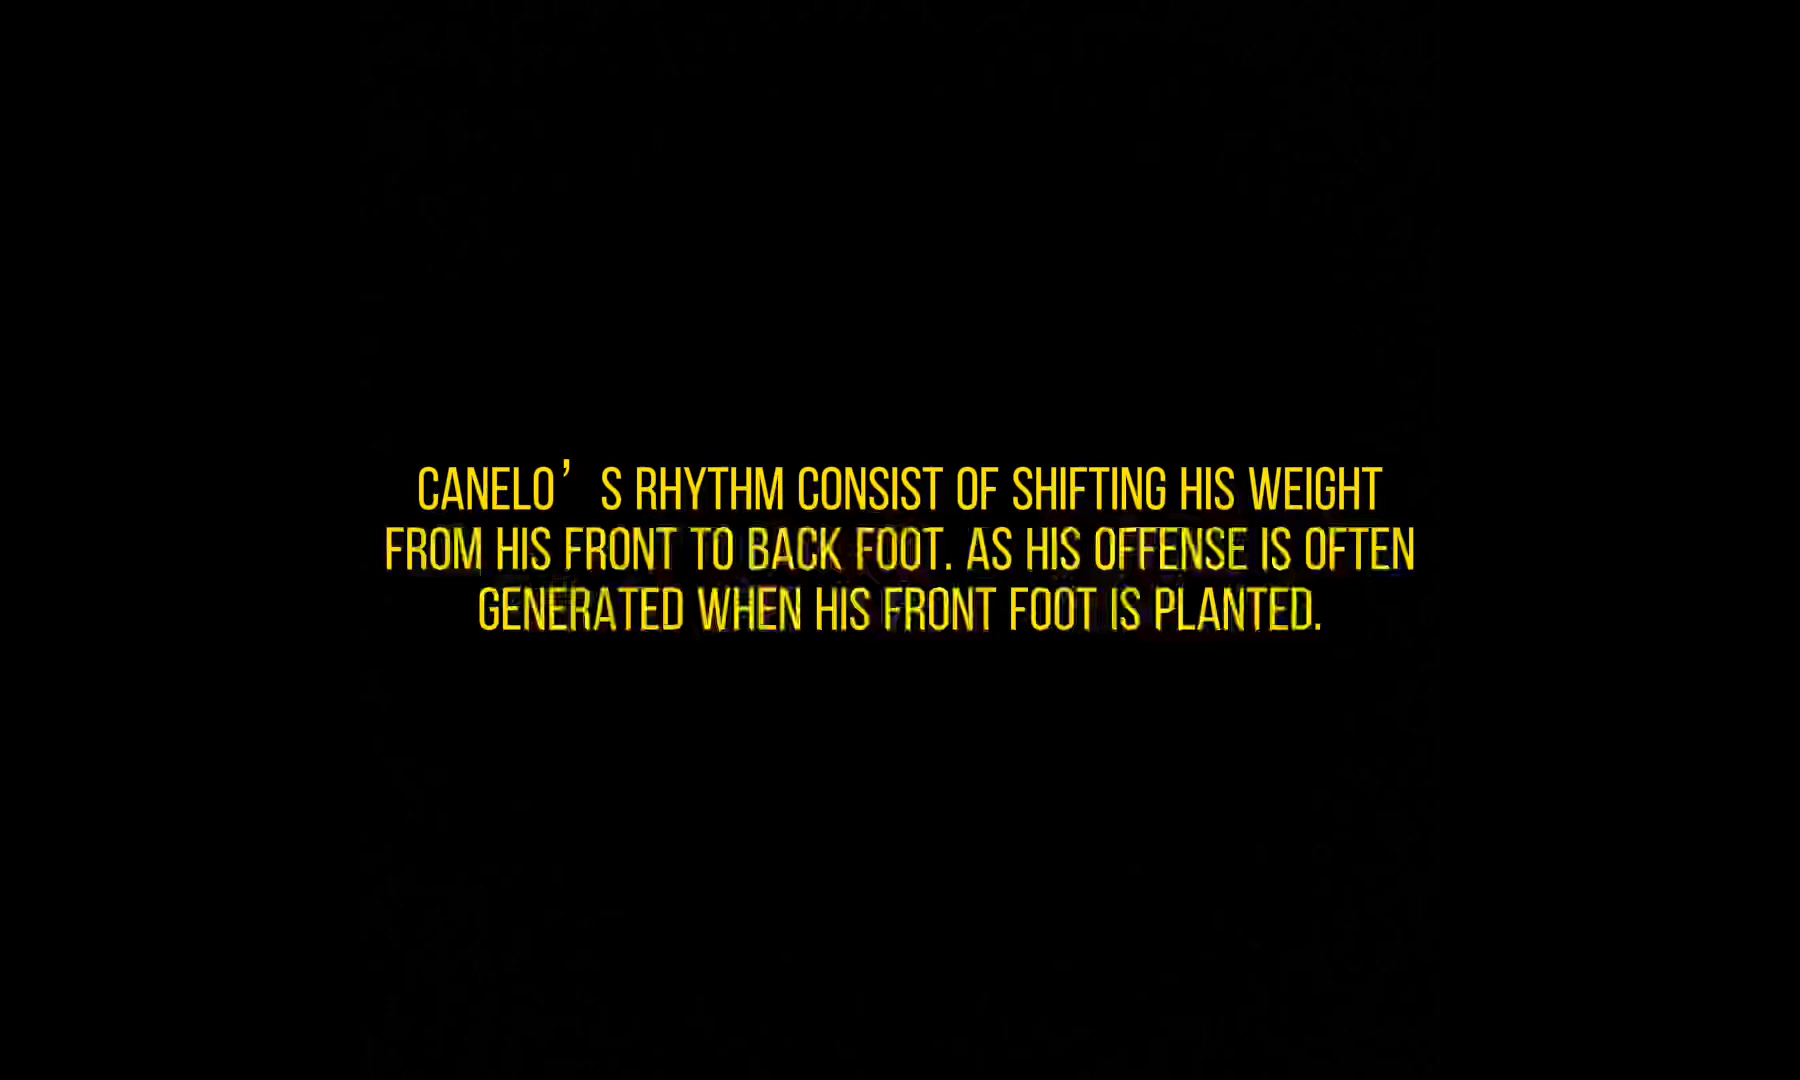 CANELO’S RHYTHM CONSIST OF SHIFTING HIS WEIGHT
FROM HIS FRONT TO BACK FOOT. AS HIS OFFENSE IS OFTEN
GENERATED WHEN HIS FRONT FOOT IS PLANTED.